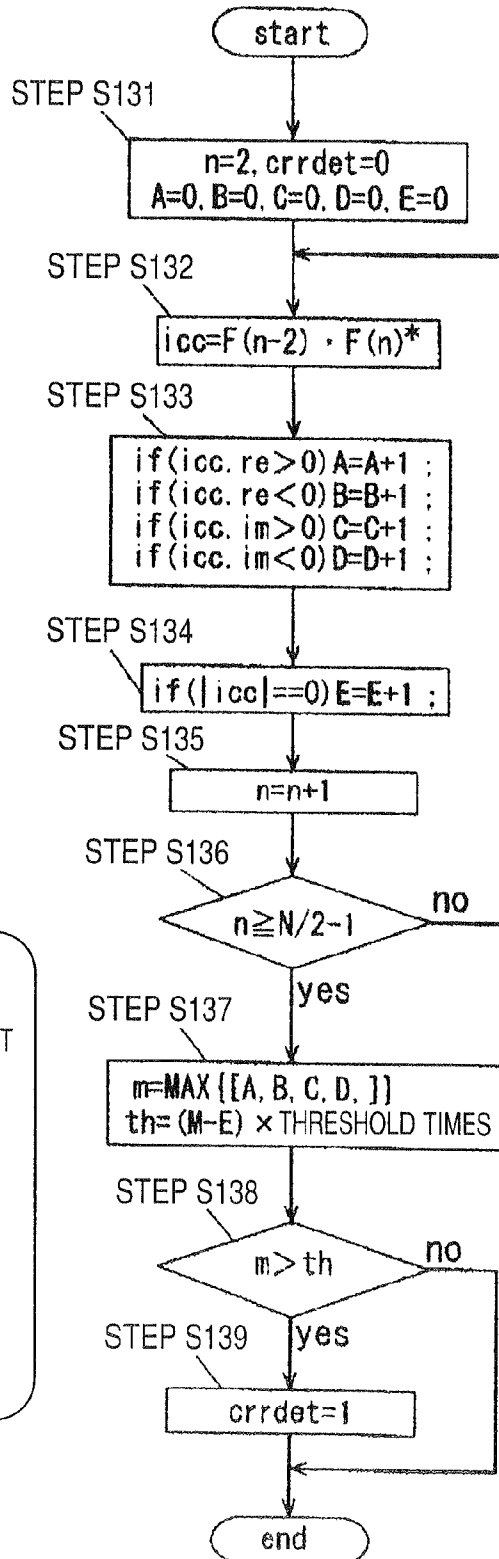 start
STEP S131
n=2, crrdet=0
A=0, B=0, C=0, D=0, E=0
STEP S132
icc=F(n-2) · F(n)*
STEP S133
if(icc.re>0)A=A+1 ;
if(icc.re<0)B=B+1 ;
if(icc.im>0)C=C+1 ;
if(icc.im<0)D=D+1 ;
STEP S134
if(|icc|==0)E=E+1 ;
STEP S135
n=n+1
STEP S136
n≧N/2-1
no
yes
T
STEP S137
m=MAX{[A, B, C, D, ]]
th=(M-E) × THRESHOLD TIMES
STEP S138
m>th
no
yes
STEP S139
crrdet=1
end